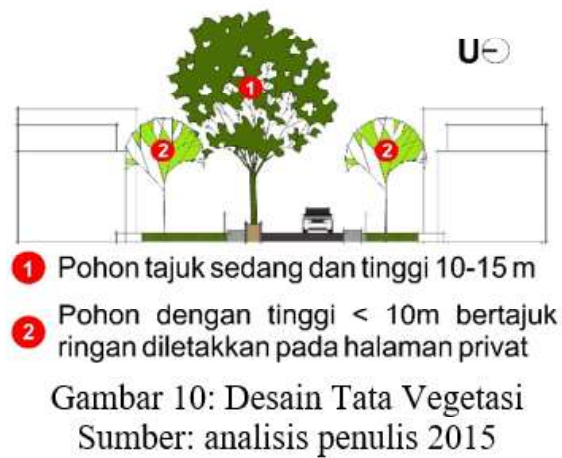 U
1
2
2
1 Pohon tajuk sedang dan tinggi 10-15 m
2 Pohon dengan tinggi < 10m bertajuk
ringan diletakkan pada halaman privat
Gambar 10: Desain Tata Vegetasi
Sumber: analisis penulis 2015